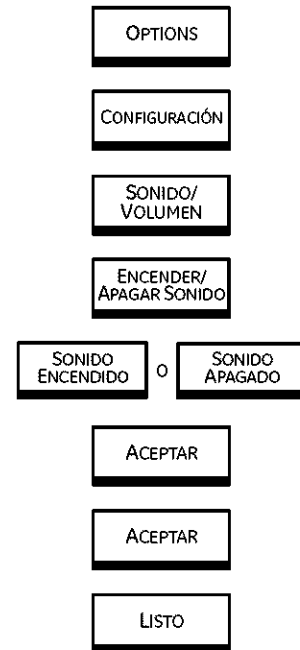 OPTIONS
CONFIGURACIÓN
SONIDO/
VOLUMEN
ENCENDER/
APAGAR SONIDO
SONIDO
ENCENDIDO
O
SONIDO
APAGADO
ACEPTAR
ACEPTAR
LISTO